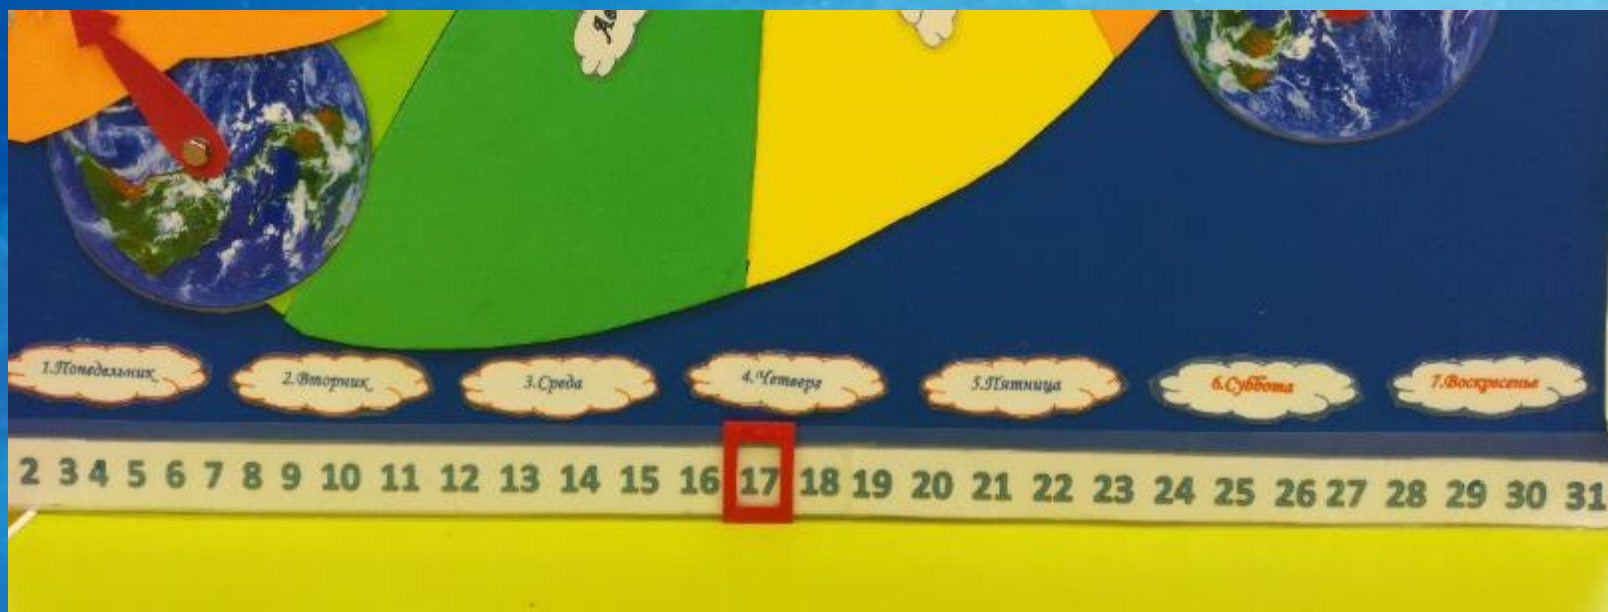 1.Понедельник
2.Вторник
3.Среда
4.Четверг
5.Пятница
6.Суббота
7.Воскресенье
2 3 4 5 6 7 8 9 10 11 12 13 14 15 16 17 18 19 20 21 22 23 24 25 26 27 28 29 30 31